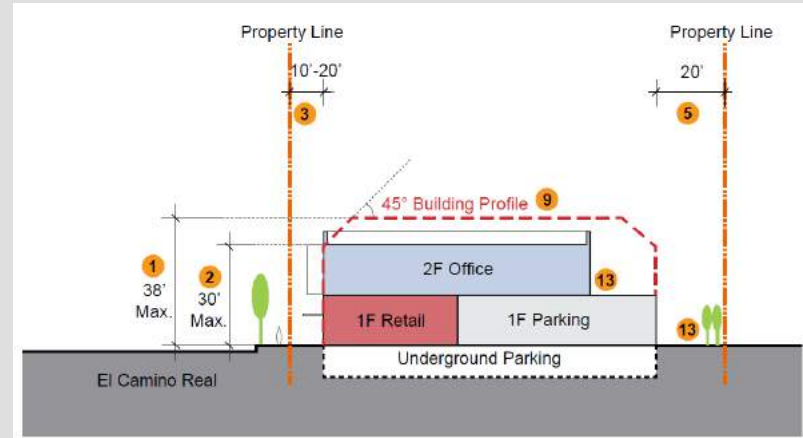 Property Line
Property Line
10'-20'
20'
3
5
45° Building Profile
9
1
38'
Max.
2
30'
Max.
2F Office
13
1F Retail
1F Parking
13
Underground Parking
El Camino Real